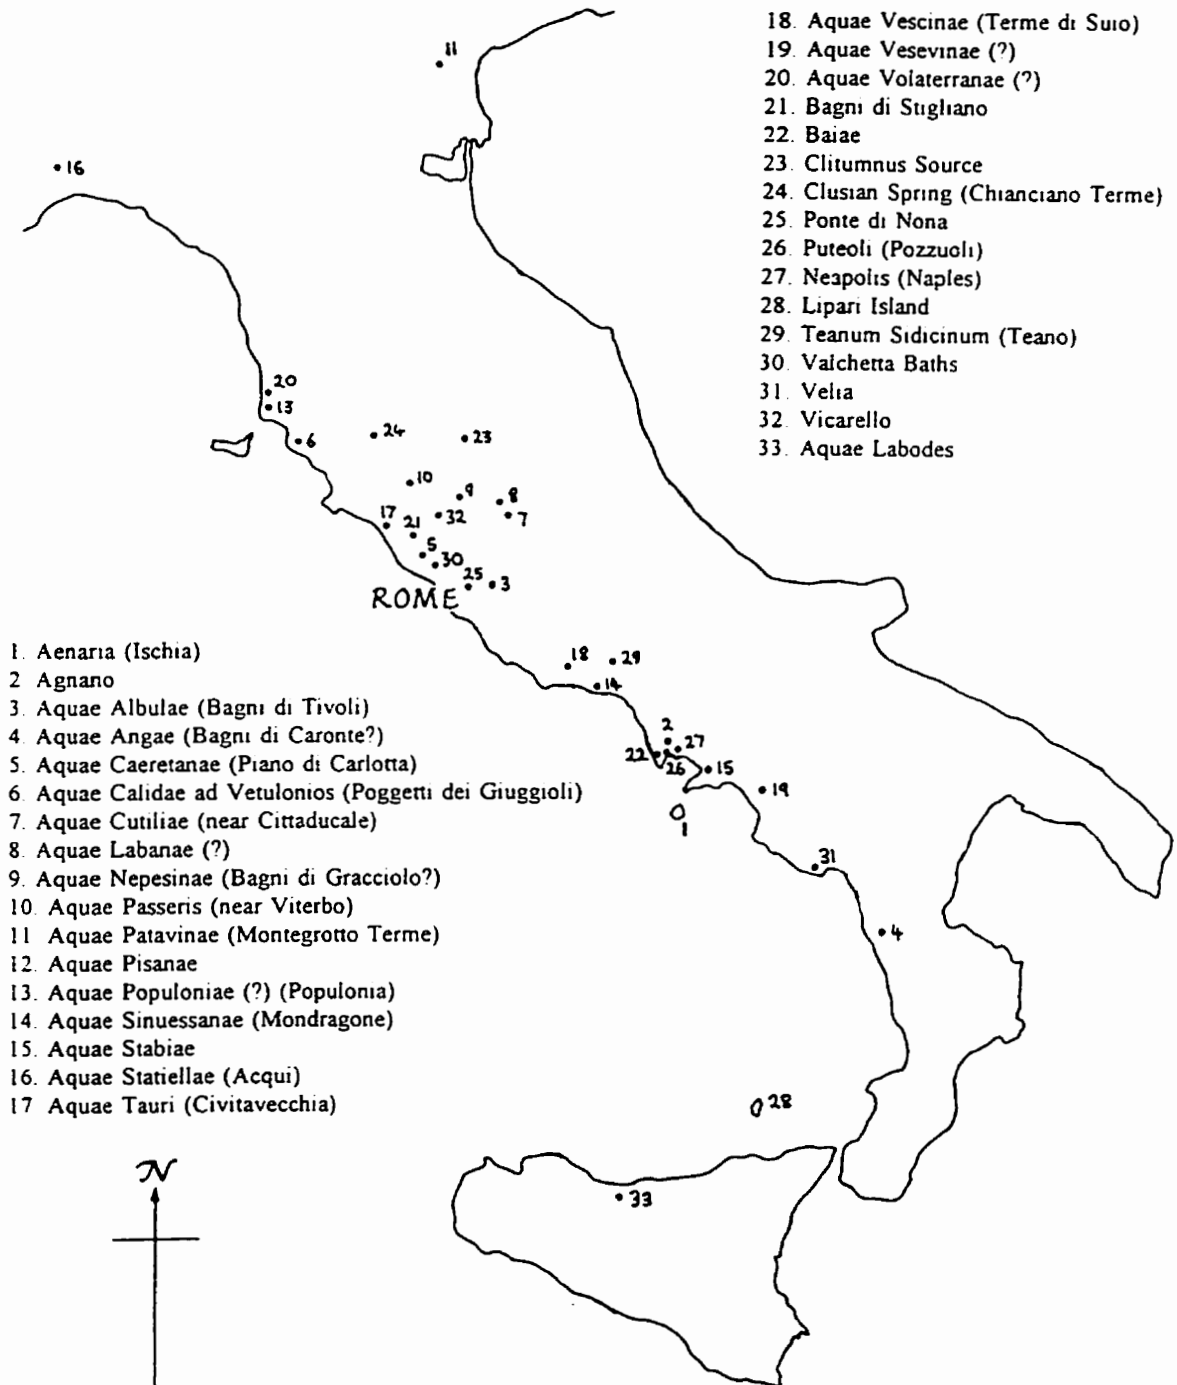 18. Aquae Vescinae (Terme di Suio)
19. Aquae Vesevinae (?)
20. Aquae Volaterranae (?)
21. Bagni di Stigliano
22. Baiae
23. Clitumnus Source
24. Clusian Spring (Chianciano Terme)
25. Ponte di Nona
26. Puteoli (Pozzuoli)
27. Neapolis (Naples)
28. Lipari Island
29. Teanum Sidicinum (Teano)
30. Valchetta Baths
31. Velia
32. Vicarello
33. Aquae Labodes
11
16
20
13
6
24
23
10
9
8
7
32
17
21
5
30
25
3
ROME
18
29
14
2
27
22
26
15
19
1
31
4
28
33
1. Aenaria (Ischia)
2 Agnano
3. Aquae Albulae (Bagni di Tivoli)
4. Aquae Angae (Bagni di Caronte?)
5. Aquae Caeretanae (Piano di Carlotta)
6. Aquae Calidae ad Vetulonios (Poggetti dei Giuggioli)
7. Aquae Cutiliae (near Cittaducale)
8. Aquae Labanae (?)
9. Aquae Nepesinae (Bagni di Gracciolo?)
10. Aquae Passeris (near Viterbo)
11 Aquae Patavinae (Montegrotto Terme)
12. Aquae Pisanae
13. Aquae Populoniae (?) (Populonia)
14. Aquae Sinuessanae (Mondragone)
15. Aquae Stabiae
16. Aquae Statiellae (Acqui)
17 Aquae Tauri (Civitavecchia)
N